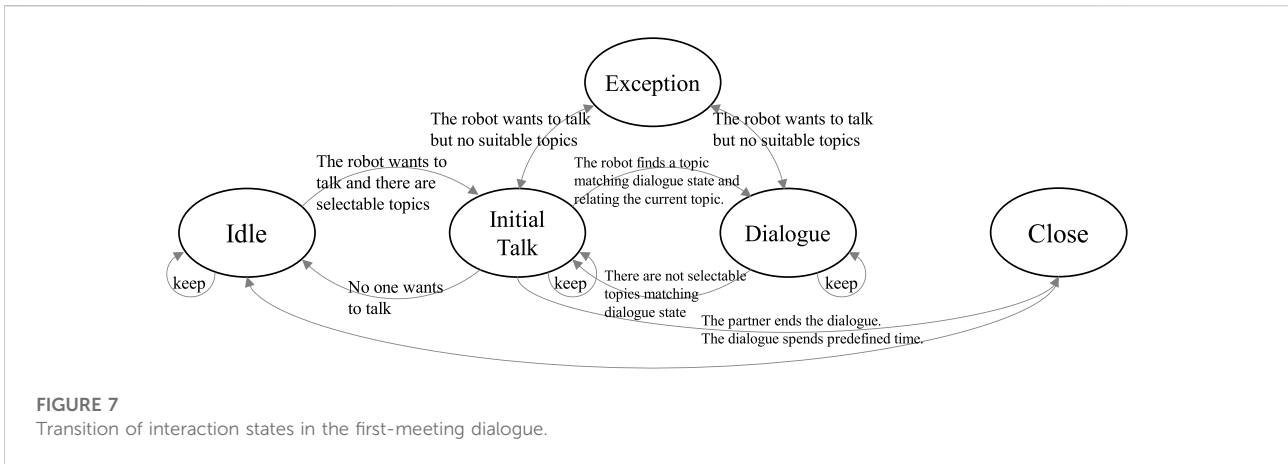 Exception
The robot wants to talk
but no suitable topics
The robot wants to talk
but no suitable topics
The robot wants to
talk and there are
selectable topics
The robot finds a topic
matching dialogue state and
relating the current topic.
Idle
Initial
Talk
Dialogue
Close
keep
No one wants
to talk
keep
There are not selectable
topics matching
dialogue state
keep
The partner ends the dialogue.
The dialogue spends predefined time.
FIGURE 7
Transition of interaction states in the first-meeting dialogue.